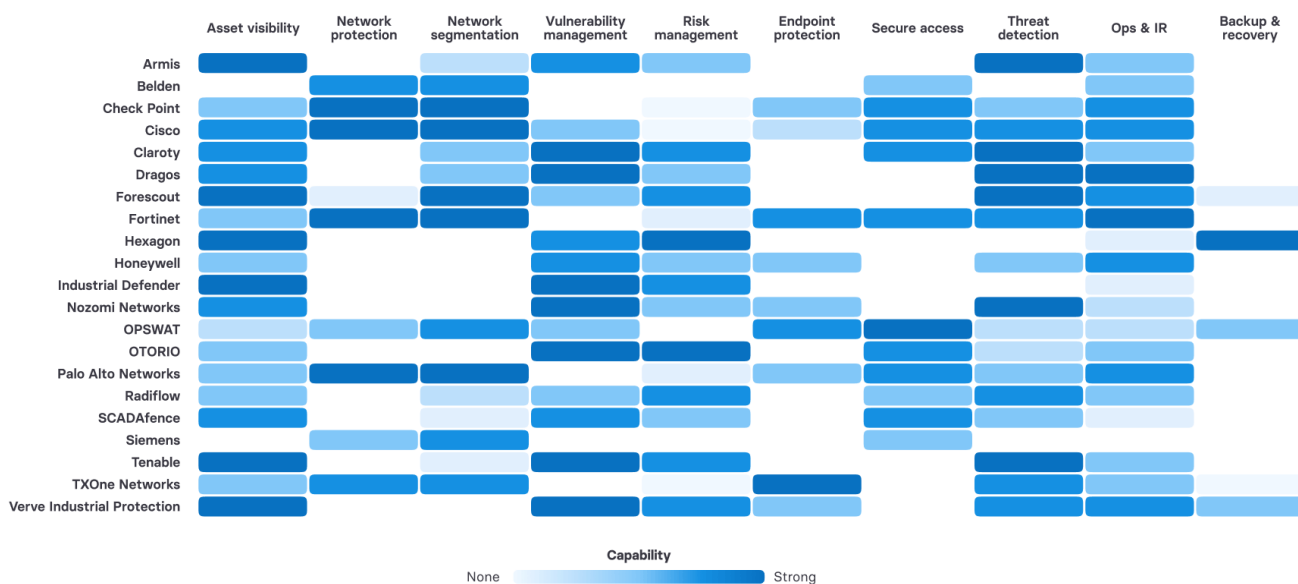 Asset visibility
Network
protection
Network
segmentation
Vulnerability
management
Risk
management
Endpoint
protection
Secure access
Threat
detection
Ops & IR
Backup &
recovery
Armis
Belden
Check Point
Cisco
Claroty
Dragos
Forescout
Fortinet
Hexagon
Honeywell
Industrial Defender
Nozomi Networks
OPSWAT
OTORIO
Palo Alto Networks
Radiflow
SCADAfence
Siemens
Tenable
TXOne Networks
Verve Industrial Protection
Capability
None Strong